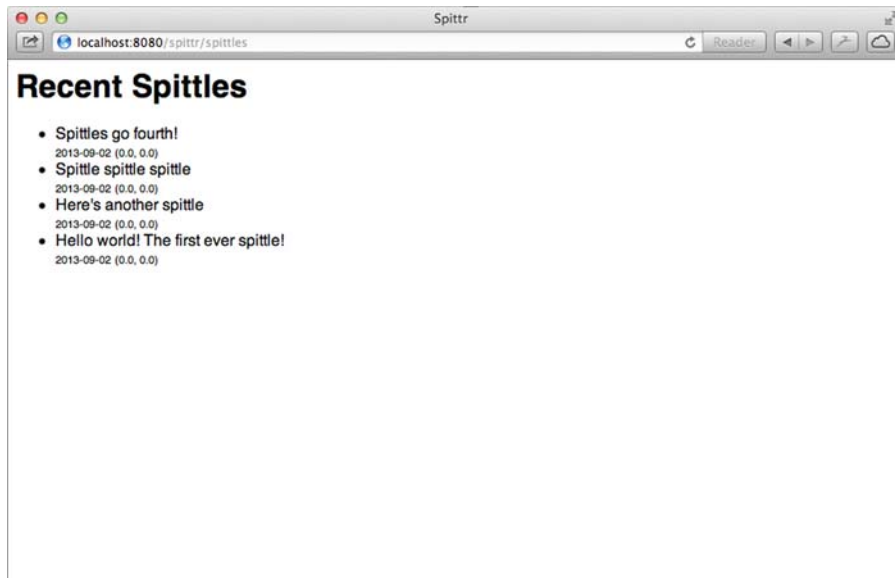 Spittr
localhost:8080/spittr/spittles
Reader
Recent Spittles
• Spittles go fourth!
2013-09-02 (0.0, 0.0)
• Spittle spittle spittle
2013-09-02 (0.0, 0.0)
• Here's another spittle
2013-09-02 (0.0, 0.0)
• Hello world! The first ever spittle!
2013-09-02 (0.0, 0.0)